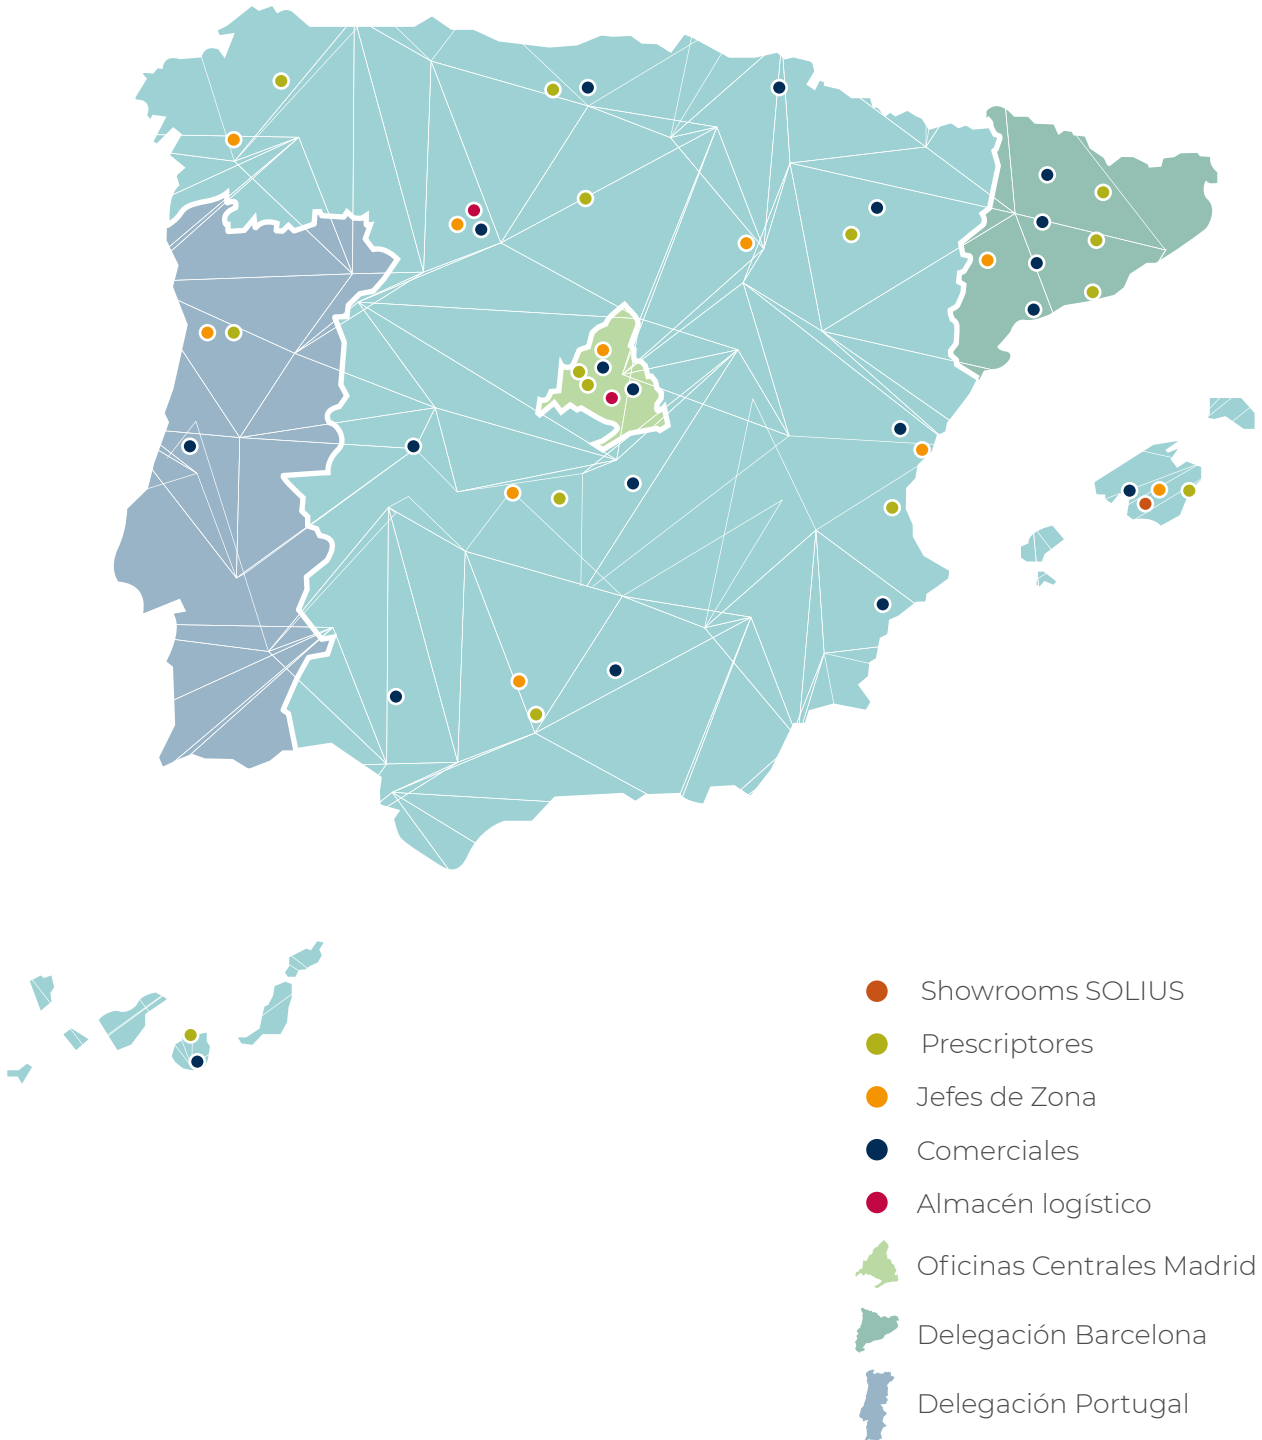 Showrooms SOLIUS
Prescriptores
Jefes de Zona
Comerciales
Almacén logístico
Oficinas Centrales Madrid
Delegación Barcelona
Delegación Portugal